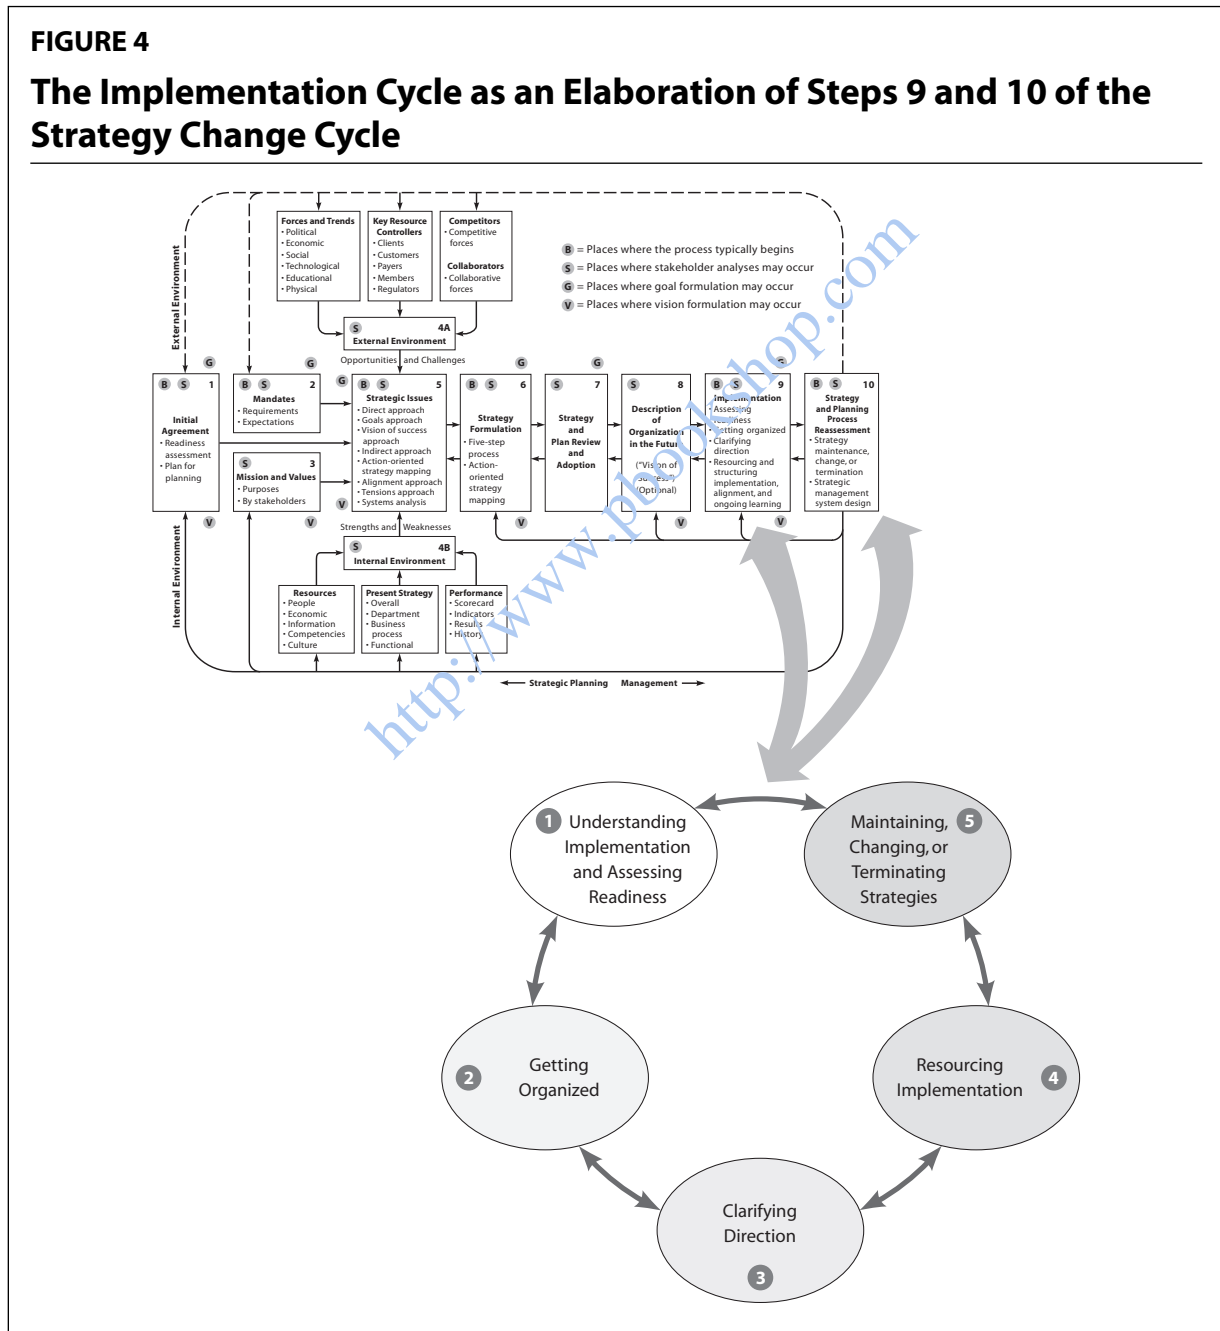 FIGURE 4
The Implementation Cycle as an Elaboration of Steps 9 and 10 of the
Strategy Change Cycle
External Environment
Internal Environment
Forces and Trends
• Political
• Economic
• Social
• Technological
• Educational
• Physical
Key Resource
Controllers
• Clients
• Customers
• Payers
• Members
• Regulators
Competitors
• Competitive
forces
Collaborators
• Collaborative
forces
B = Places where the process typically begins
S = Places where stakeholder analyses may occur
G = Places where goal formulation may occur
V = Places where vision formulation may occur
S 4A
External Environment
Opportunities and Challenges
G
B S 1
Initial
Agreement
• Readiness
assessment
• Plan for
planning
V
G
B S 2
Mandates
• Requirements
• Expectations
S 3
Mission and Values
• Purposes
• By stakeholders
V
G
B S 5
Strategic Issues
• Direct approach
• Goals approach
• Vision of success
approach
• Indirect approach
• Action-oriented
strategy mapping
• Alignment approach
• Tensions approach
• Systems analysis
V
G
B S 6
Strategy
Formulation
• Five-step
process
• Action-
oriented
strategy
mapping
V
G
S 7
Strategy
and
Plan Review
and
Adoption
S 8
Description
of
Organization
in the Future
("Vision of
Success")
(Optional)
V
G
B S 9
Implementation
• Assessing
readiness
• Getting organized
• Clarifying
direction
• Resourcing and
structuring
implementation,
alignment, and
ongoing learning
V
B S 10
Strategy
and Planning
Process
Reassessment
• Strategy
maintenance,
change, or
termination
• Strategic
management
system design
Strengths and Weaknesses
S 4B
Internal Environment
Resources
• People
• Economic
• Information
• Competencies
• Culture
Present Strategy
• Overall
• Department
• Business
process
• Functional
Performance
• Scorecard
• Indicators
• Results
• History
Strategic Planning Management
http://www.pbookshop.com
1 Understanding
Implementation
and Assessing
Readiness
Maintaining, 5
Changing, or
Terminating
Strategies
2 Getting
Organized
Resourcing
Implementation 4
Clarifying
Direction
3